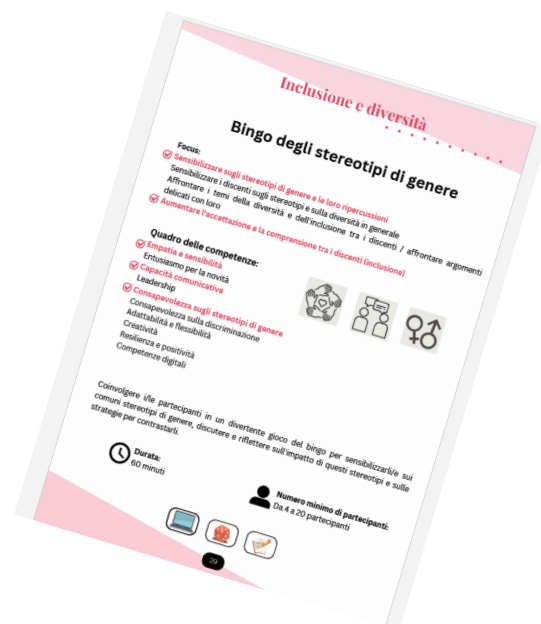 Inclusione e diversità
Bingo degli stereotipi di genere
Focus:
Sensibilizzare sugli stereotipi di genere e le loro ripercussioni
Sensibilizzare i discenti sugli stereotipi e sulla diversità in generale
Affrontare i temi della diversità e dell'inclusione tra i discenti / affrontare argomenti
delicati con loro
Aumentare l'accettazione e la comprensione tra i discenti (inclusione)
Quadro delle competenze:
Empatia e sensibilità
Entusiasmo per la novità
Capacità comunicative
Leadership
Consapevolezza sugli stereotipi di genere
Consapevolezza sulla discriminazione
Adattabilità e flessibilità
Creatività
Resilienza e positività
Competenze digitali
Coinvolgere i/le partecipanti in un divertente gioco del bingo per sensibilizzarli/e sui
comuni stereotipi di genere, discutere e riflettere sull'impatto di questi stereotipi e sulle
strategie per contrastarli.
Durata:
60 minuti
Numero minimo di partecipanti:
Da 4 a 20 partecipanti
29